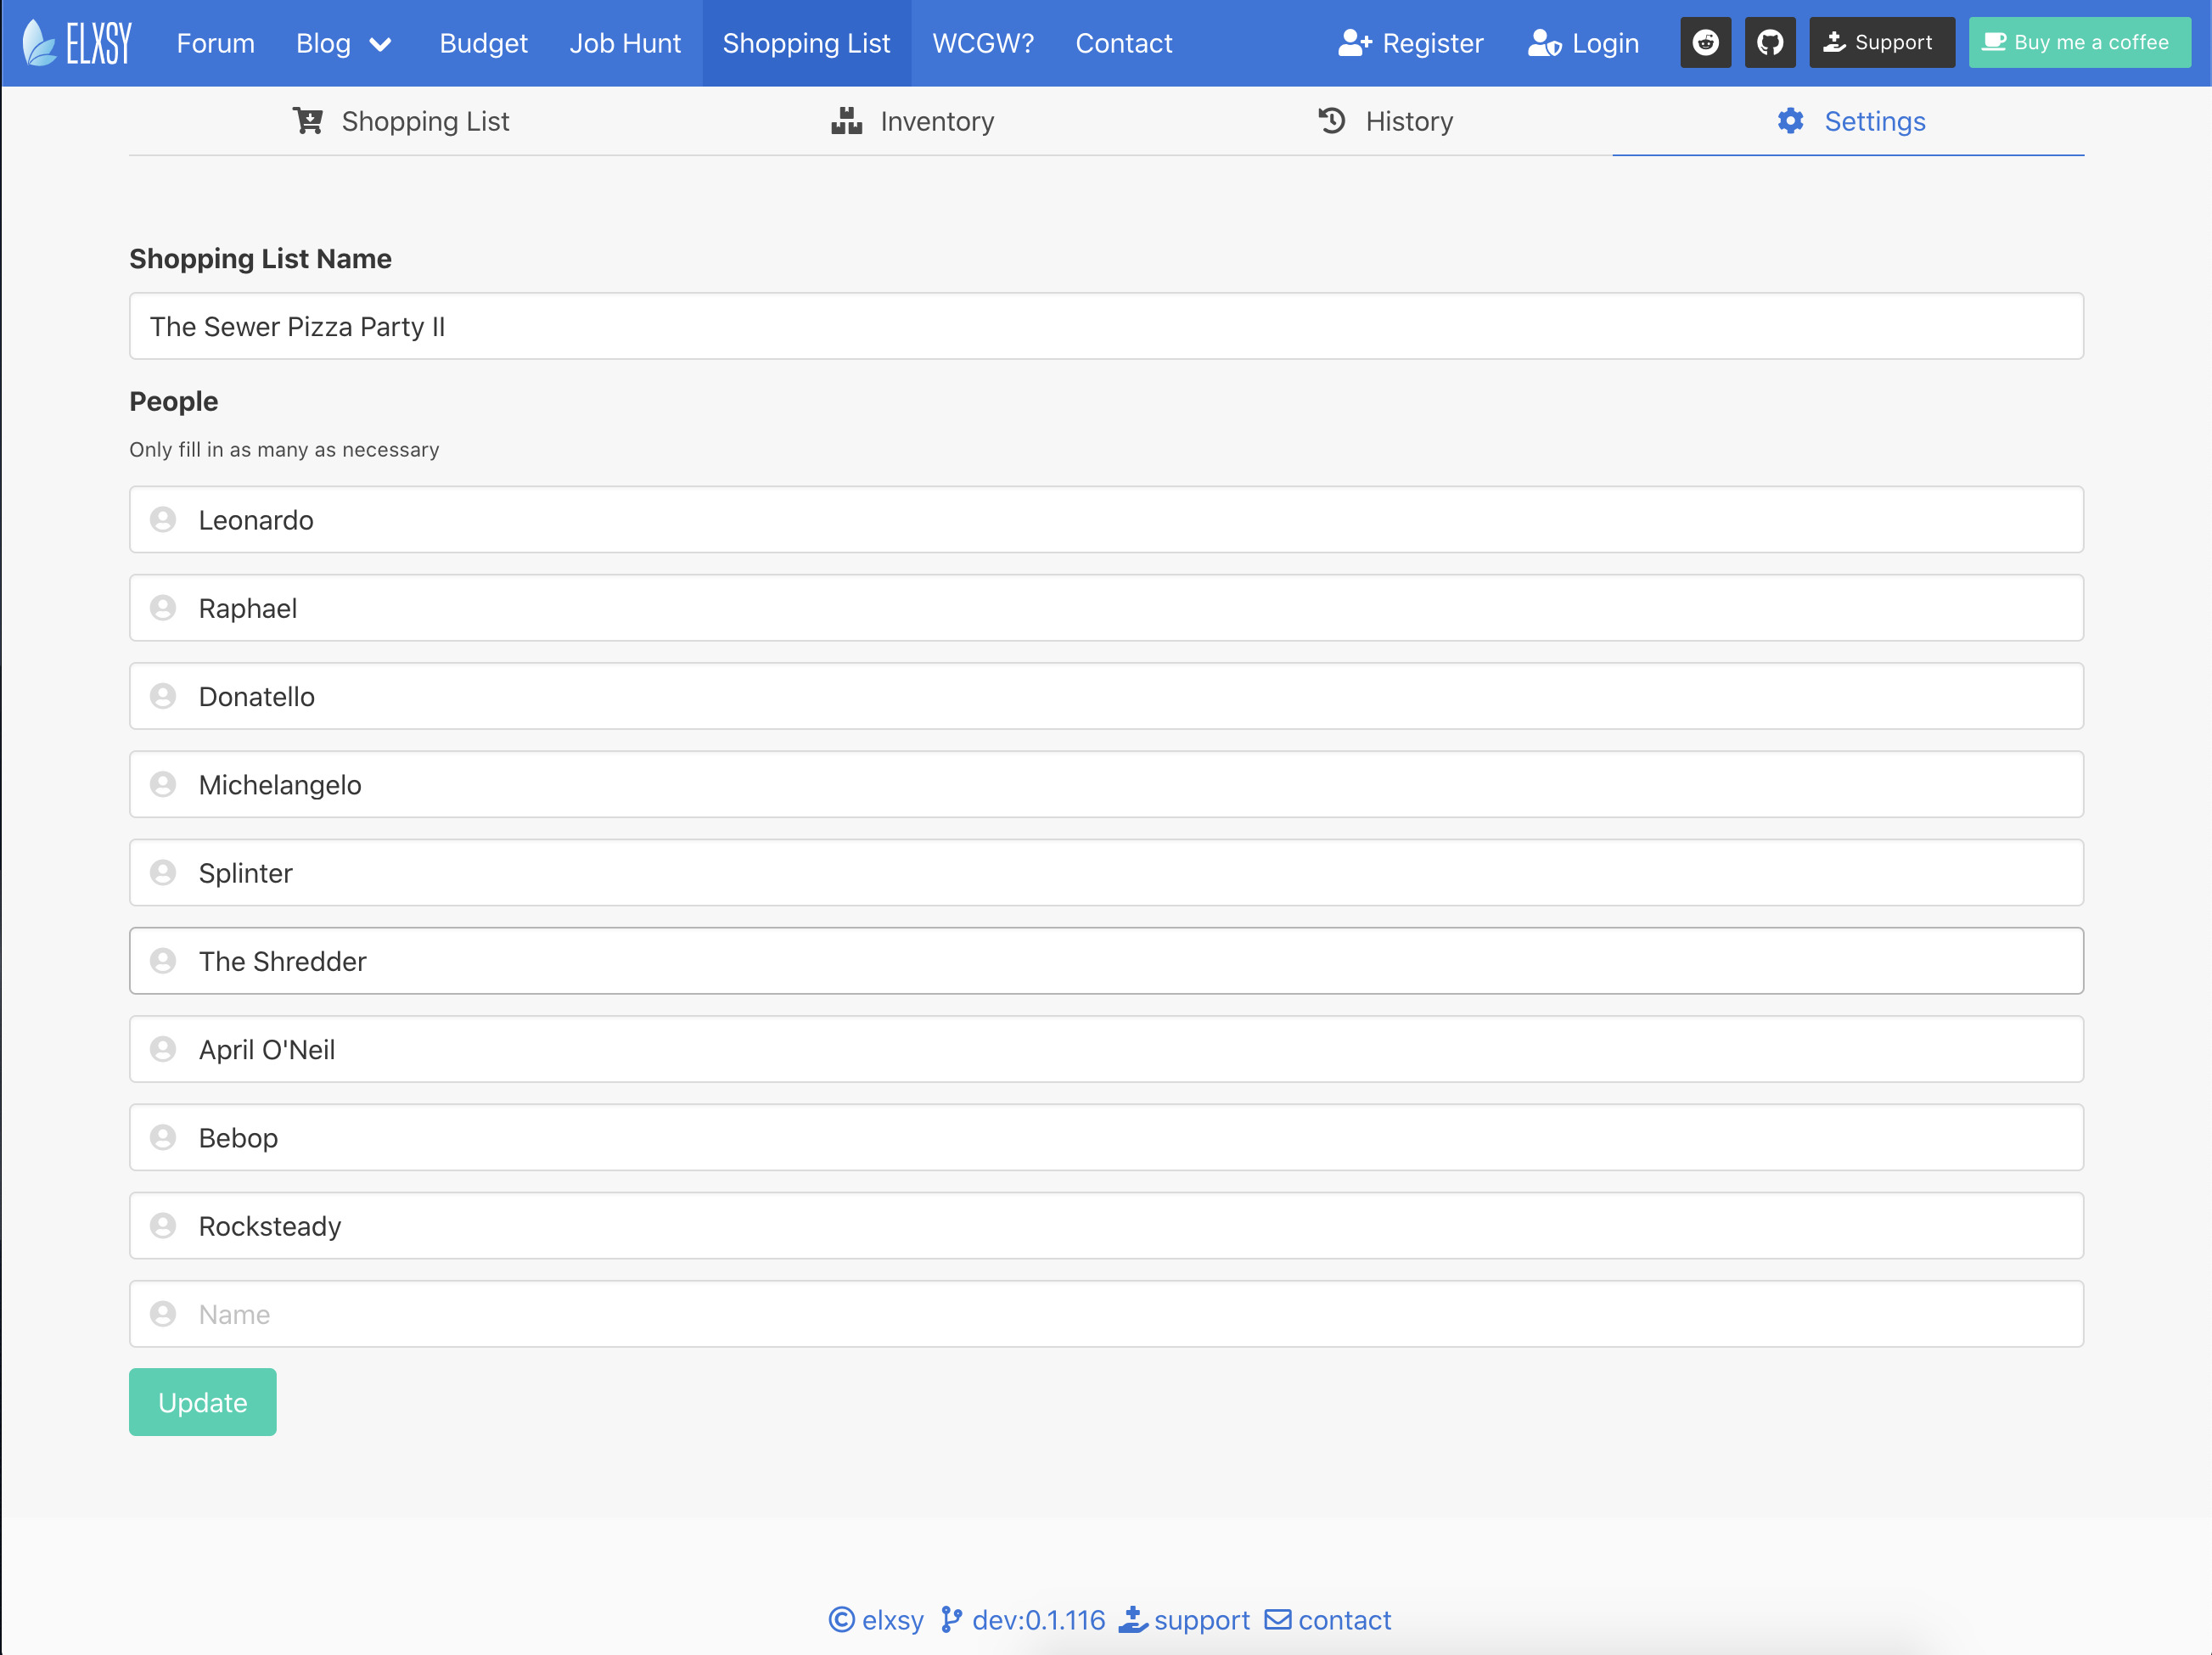 ELXSY Forum Blog Budget Job Hunt Shopping List WCGW? Contact Register Login Support Buy me a coffee
Shopping List Inventory History Settings
Shopping List Name
The Sewer Pizza Party II
People
Only fill in as many as necessary
Leonardo
Raphael
Donatello
Michelangelo
Splinter
The Shredder
April O'Neil
Bebop
Rocksteady
Name
Update
© elxsy dev:0.1.116 support contact